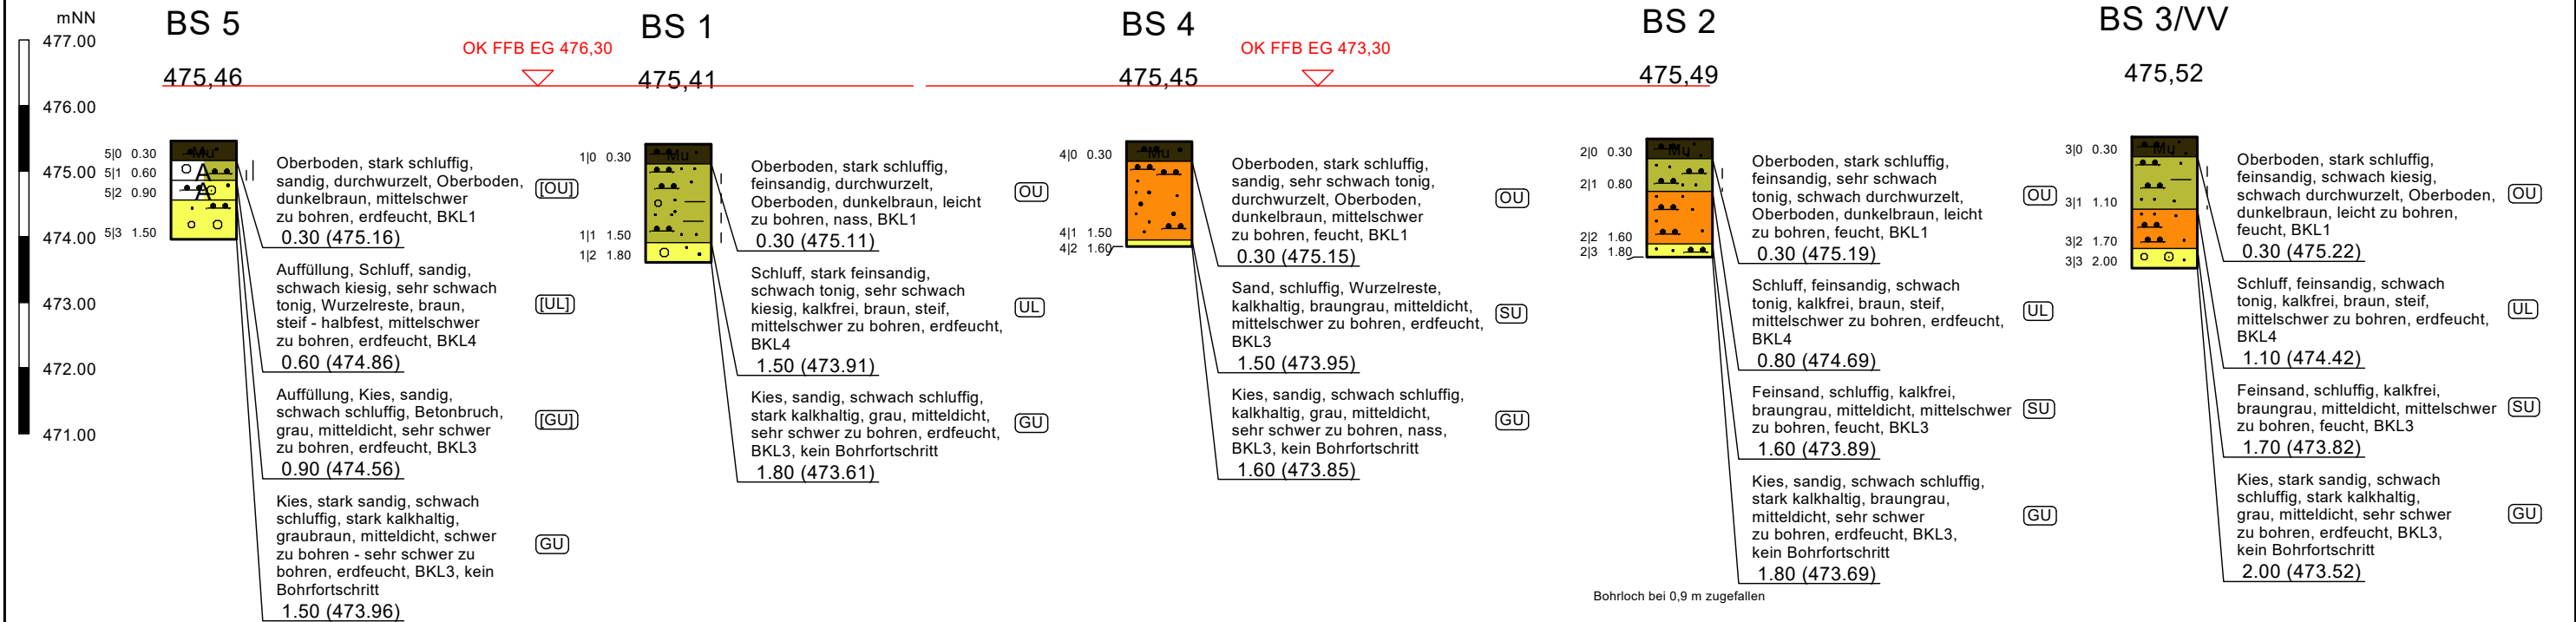 mNN
477.00
476.00
475.00
474.00
473.00
472.00
471.00
BS 5
475,46
OK FFB EG 476,30
5|0 0.30
5|1 0.60
5|2 0.90
5|3 1.50
Mu
A
A
Oberboden, stark schluffig,
sandig, durchwurzelt, Oberboden,
dunkelbraun, mittelschwer
zu bohren, erdfeucht, BKL1
0.30 (475.16)
[OU]
Auffüllung, Schluff, sandig,
schwach kiesig, sehr schwach
tonig, Wurzelreste, braun,
steif - halbfest, mittelschwer
zu bohren, erdfeucht, BKL4
0.60 (474.86)
[UL]
Auffüllung, Kies, sandig,
schwach schluffig, Betonbruch,
grau, mitteldicht, sehr schwer
zu bohren, erdfeucht, BKL3
0.90 (474.56)
[GU]
Kies, stark sandig, schwach
schluffig, stark kalkhaltig,
graubraun, mitteldicht, schwer
zu bohren - sehr schwer zu
bohren, erdfeucht, BKL3, kein
Bohrfortschritt
1.50 (473.96)
GU
BS 1
475,41
1|0 0.30
1|1 1.50
1|2 1.80
Mu
Oberboden, stark schluffig,
feinsandig, durchwurzelt,
Oberboden, dunkelbraun, leicht
zu bohren, nass, BKL1
0.30 (475.11)
OU
Schluff, stark feinsandig,
schwach tonig, sehr schwach
kiesig, kalkfrei, braun, steif,
mittelschwer zu bohren, erdfeucht,
BKL4
1.50 (473.91)
UL
Kies, sandig, schwach schluffig,
stark kalkhaltig, grau, mitteldicht,
sehr schwer zu bohren, erdfeucht,
BKL3, kein Bohrfortschritt
1.80 (473.61)
GU
BS 4
475,45
OK FFB EG 473,30
4|0 0.30
4|1 1.50
4|2 1.60
Mu
Oberboden, stark schluffig,
sandig, sehr schwach tonig,
durchwurzelt, Oberboden,
dunkelbraun, mittelschwer
zu bohren, feucht, BKL1
0.30 (475.15)
OU
Sand, schluffig, Wurzelreste,
kalkhaltig, braungrau, mitteldicht,
mittelschwer zu bohren, erdfeucht,
BKL3
1.50 (473.95)
SU
Kies, sandig, schwach schluffig,
kalkhaltig, grau, mitteldicht,
sehr schwer zu bohren, nass,
BKL3, kein Bohrfortschritt
1.60 (473.85)
GU
BS 2
475,49
2|0 0.30
2|1 0.80
2|2 1.60
2|3 1.80
Mu
Oberboden, stark schluffig,
feinsandig, sehr schwach
tonig, schwach durchwurzelt,
Oberboden, dunkelbraun, leicht
zu bohren, feucht, BKL1
0.30 (475.19)
OU
Schluff, feinsandig, schwach
tonig, kalkfrei, braun, steif,
mittelschwer zu bohren, erdfeucht,
BKL4
0.80 (474.69)
UL
Feinsand, schluffig, kalkfrei,
braungrau, mitteldicht, mittelschwer
zu bohren, feucht, BKL3
1.60 (473.89)
SU
Kies, sandig, schwach schluffig,
stark kalkhaltig, braungrau,
mitteldicht, sehr schwer
zu bohren, erdfeucht, BKL3,
kein Bohrfortschritt
1.80 (473.69)
GU
Bohrloch bei 0,9 m zugefallen
BS 3/VV
475,52
3|0 0.30
3|1 1.10
3|2 1.70
3|3 2.00
Mu
Oberboden, stark schluffig,
feinsandig, schwach kiesig,
schwach durchwurzelt, Oberboden,
dunkelbraun, leicht zu bohren,
feucht, BKL1
0.30 (475.22)
OU
Schluff, feinsandig, schwach
tonig, kalkfrei, braun, steif,
mittelschwer zu bohren, erdfeucht,
BKL4
1.10 (474.42)
UL
Feinsand, schluffig, kalkfrei,
braungrau, mitteldicht, mittelschwer
zu bohren, feucht, BKL3
1.70 (473.82)
SU
Kies, stark sandig, schwach
schluffig, stark kalkhaltig,
grau, mitteldicht, sehr schwer
zu bohren, erdfeucht, BKL3,
kein Bohrfortschritt
2.00 (473.52)
GU